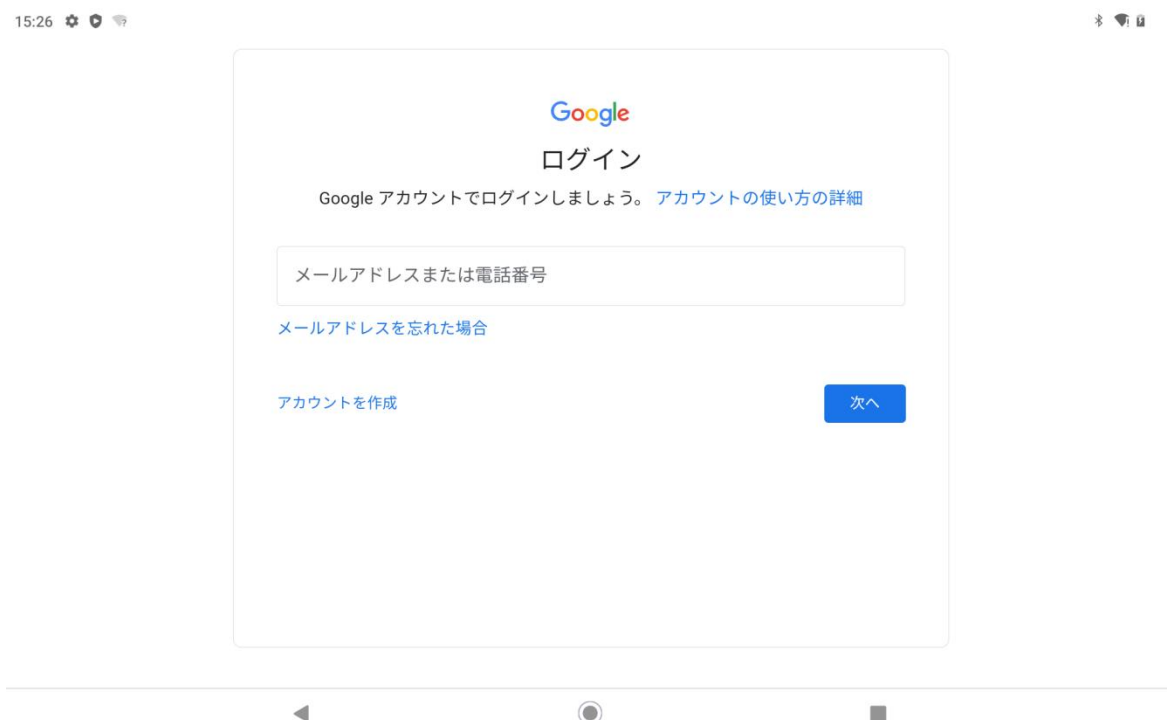 15:26
Google
ログイン
Google アカウントでログインしましょう。 アカウントの使い方の詳細
メールアドレスまたは電話番号
メールアドレスを忘れた場合
アカウントを作成
次へ